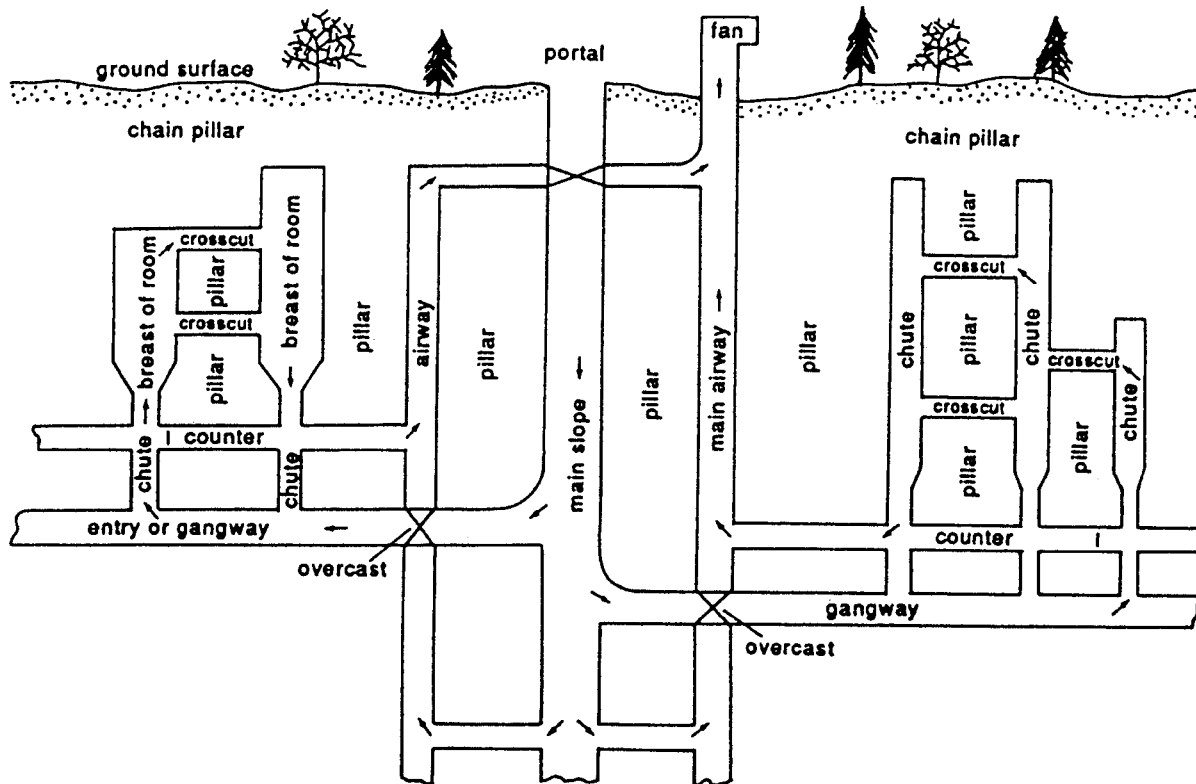 fan
portal
ground surface
chain pillar
chain pillar
pillar
crosscut
crosscut
breast of room
pillar
breast of room
crosscut
pillar
pillar
airway
pillar
main slope
pillar
main airway
pillar
chute
crosscut
pillar
chute
crosscut
pillar
crosscut
pillar
chute
chute
counter
chute
entry or gangway
overcast
counter
gangway
overcast